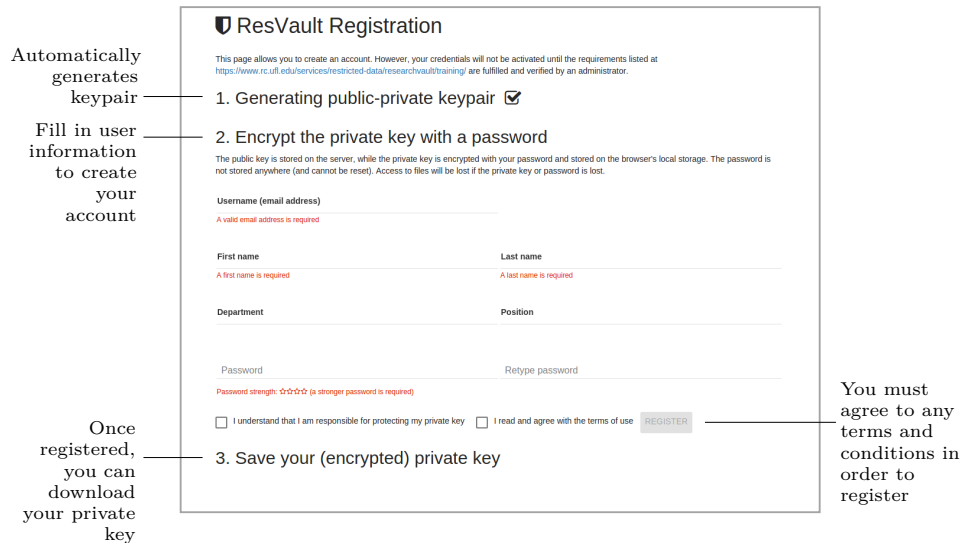 ResVault Registration
This page allows you to create an account. However, your credentials will not be activated until the requirements listed at
https://www.rc.ufl.edu/services/restricted-data/researchvault/training/ are fulfilled and verified by an administrator.
Automatically
generates
keypair
1. Generating public-private keypair
Fill in user
information
to create
your
account
2. Encrypt the private key with a password
The public key is stored on the server, while the private key is encrypted with your password and stored on the browser's local storage. The password is
not stored anywhere (and cannot be reset). Access to files will be lost if the private key or password is lost.
Username (email address)
A valid email address is required
First name Last name
A first name is required A last name is required
Department Position
Password Retype password
Password strength: ☆☆☆☆ (a stronger password is required)
I understand that I am responsible for protecting my private key I read and agree with the terms of use REGISTER
You must
agree to any
terms and
conditions in
order to
register
Once
registered,
you can
download
your private
key
3. Save your (encrypted) private key